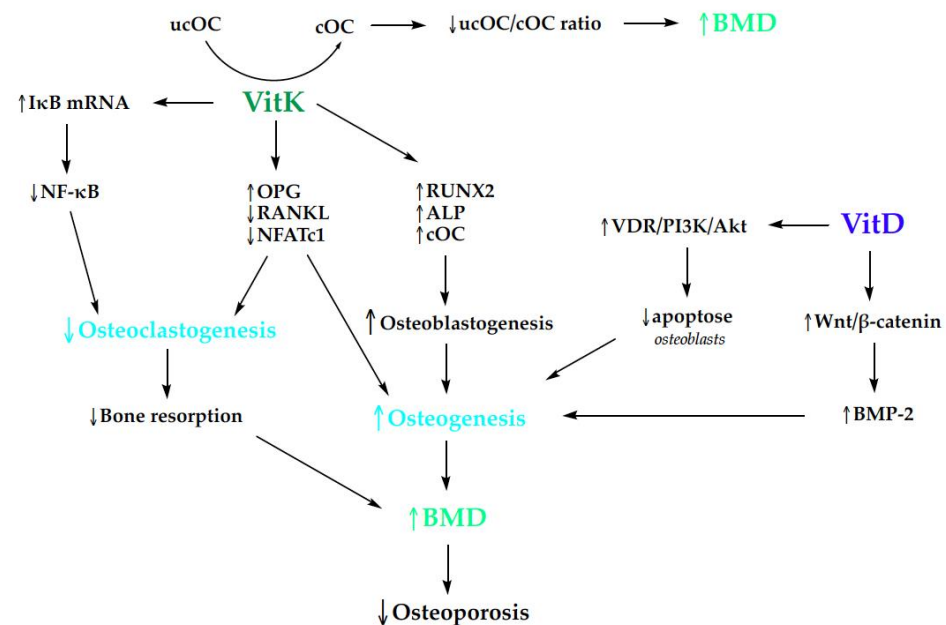 ucOC
cOC
↓ucOC/cOC ratio
↑BMD
↑IκB mRNA
VitK
↓NF-κB
↑OPG
↓RANKL
↓NFATc1
↑RUNX2
↑ALP
↑cOC
↑VDR/PI3K/Akt
VitD
↓Osteoclastogenesis
↑Osteoblastogenesis
↓apoptose
osteoblasts
↑Wnt/β-catenin
↓Bone resorption
↑Osteogenesis
↑BMP-2
↑BMD
↓Osteoporosis